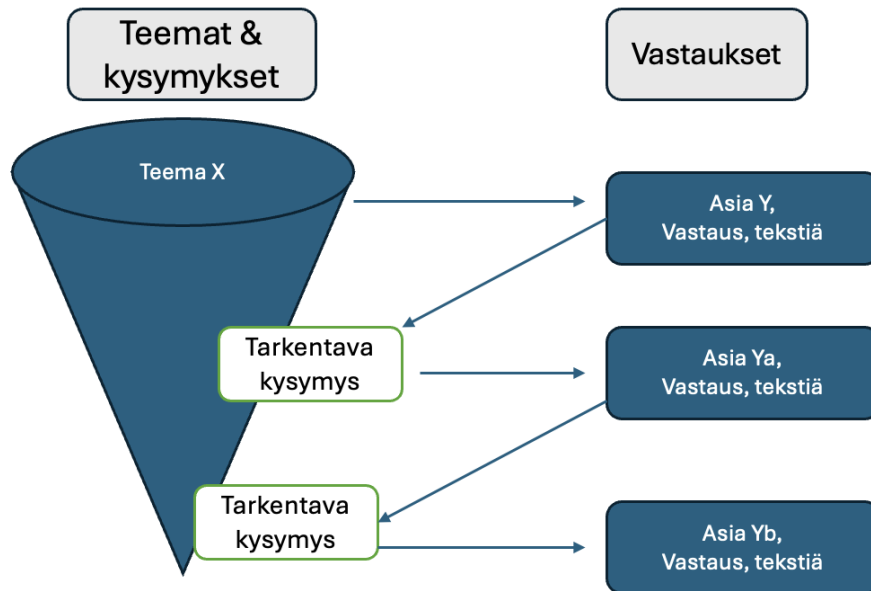 Teemat &
kysymykset
Vastaukset
Teema X
Asia Y,
Vastaus, tekstiä
Tarkentava
kysymys
Asia Ya,
Vastaus, tekstiä
Tarkentava
kysymys
Asia Yb,
Vastaus, tekstiä